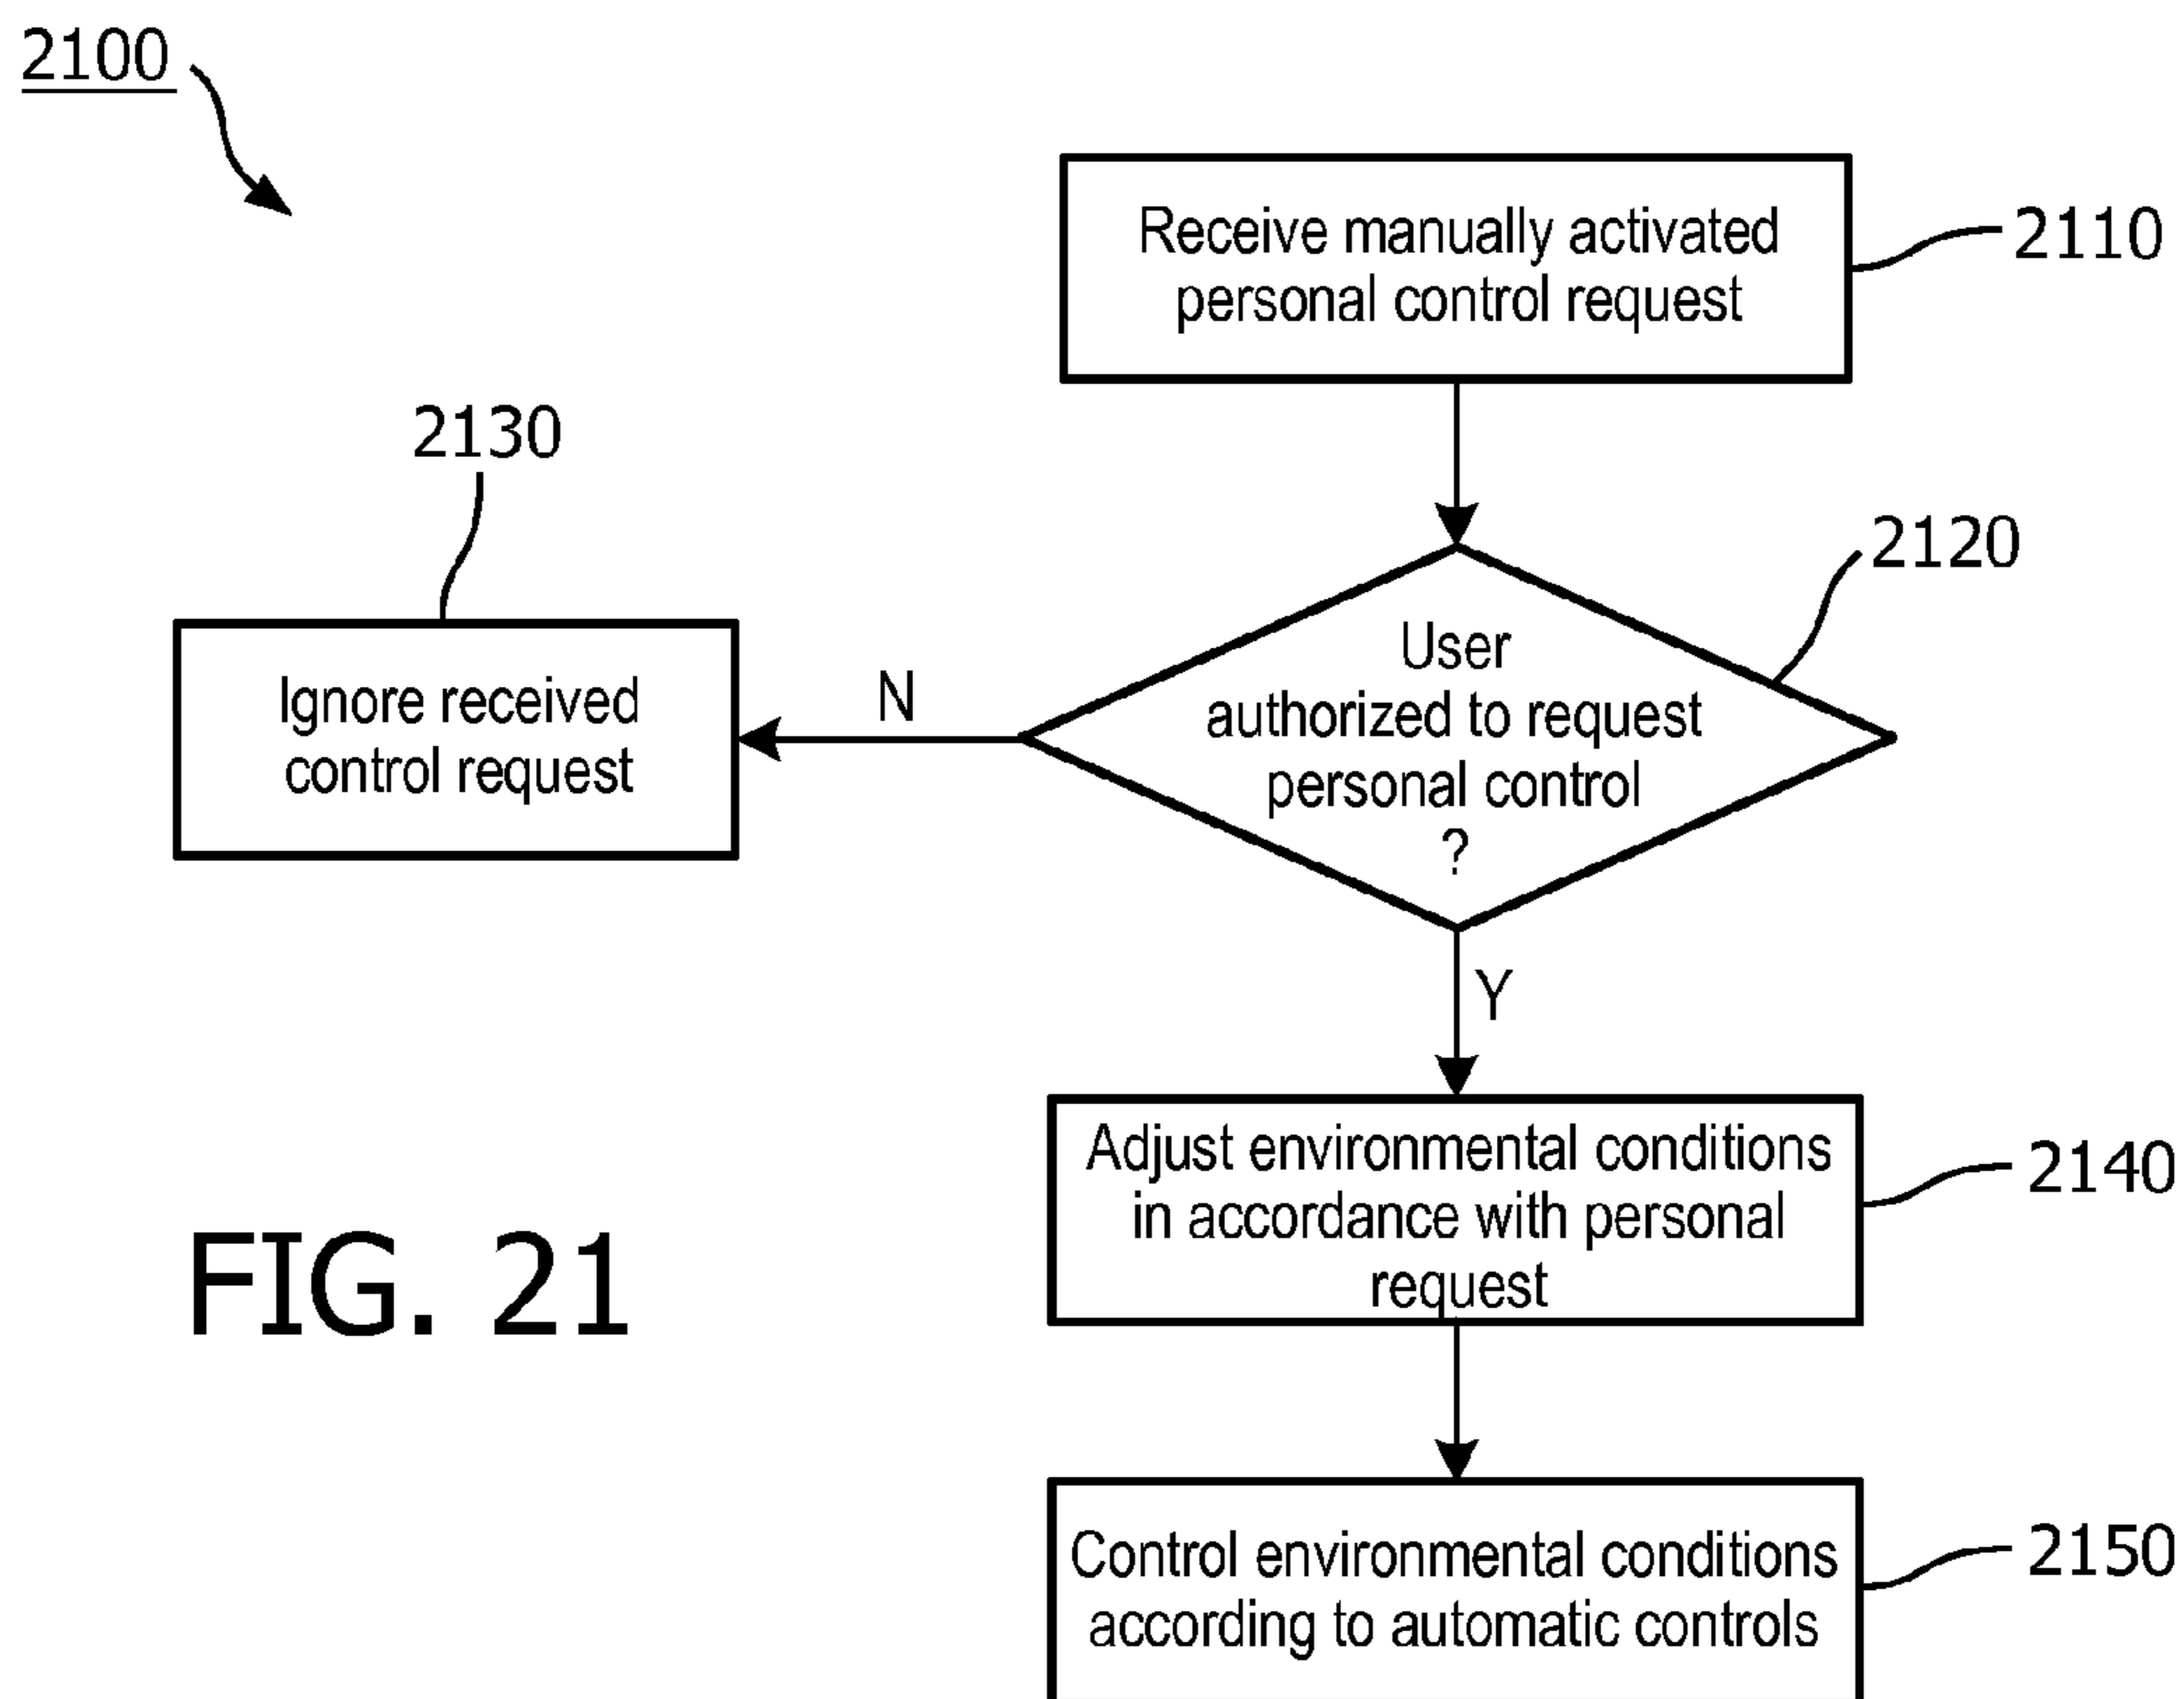 2100
Receive manually activated
personal control request
2110
2130
2120
User
authorized to request
personal control
?
N
Ignore received
control request
Y
Adjust environmental conditions
in accordance with personal
request
2140
FIG. 21
Control environmental conditions
according to automatic controls
2150